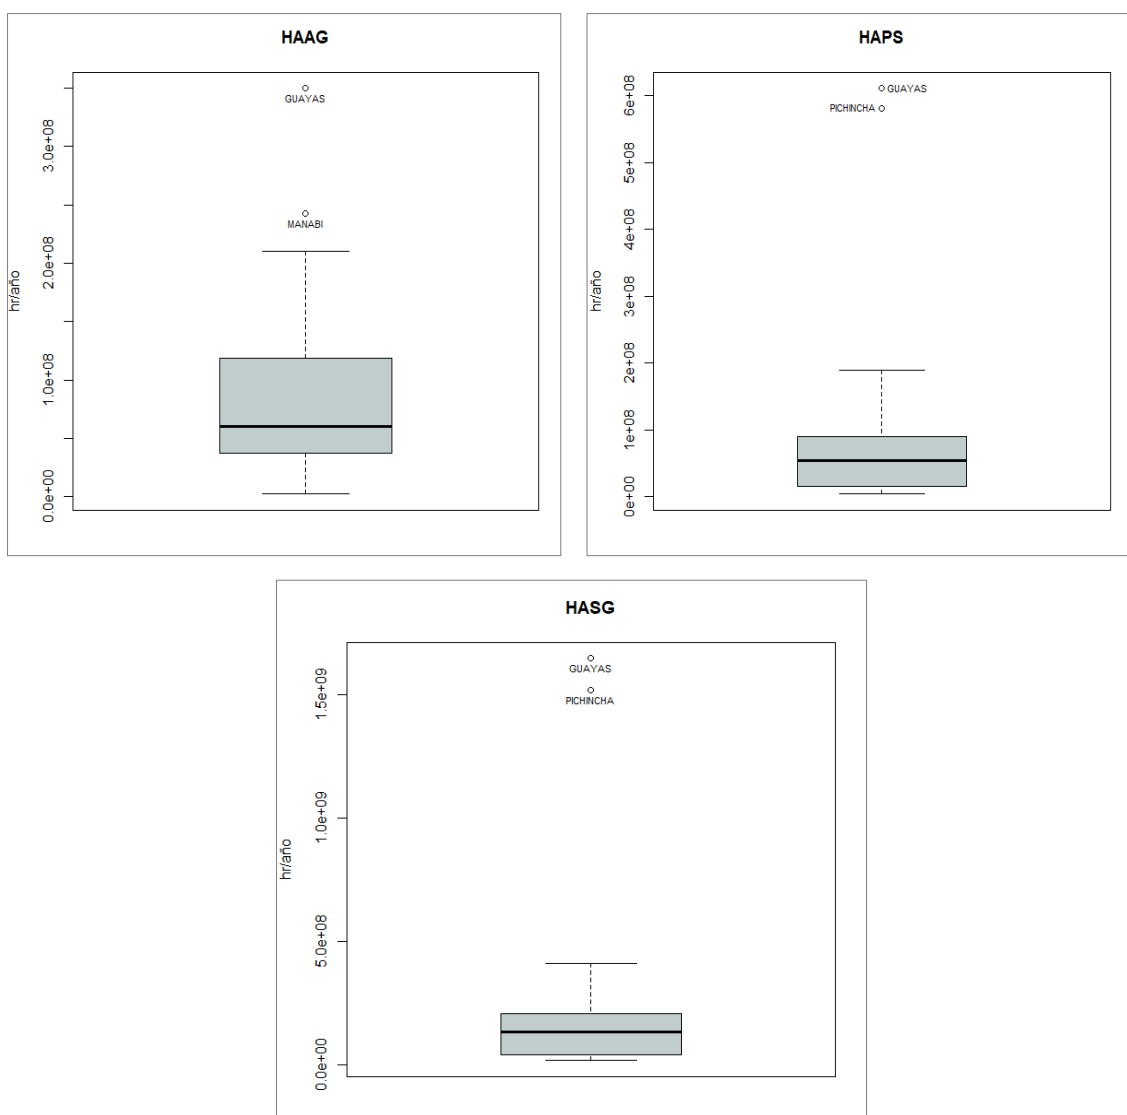 HAAG
GUAYAS
MANABI
hr/año
0.0e+00
1.0e+08
2.0e+08
3.0e+08
HAPS
GUAYAS
PICHINCHA
hr/año
0e+00
1e+08
2e+08
3e+08
4e+08
5e+08
6e+08
HASG
GUAYAS
PICHINCHA
hr/año
0.0e+00
5.0e+08
1.0e+09
1.5e+09